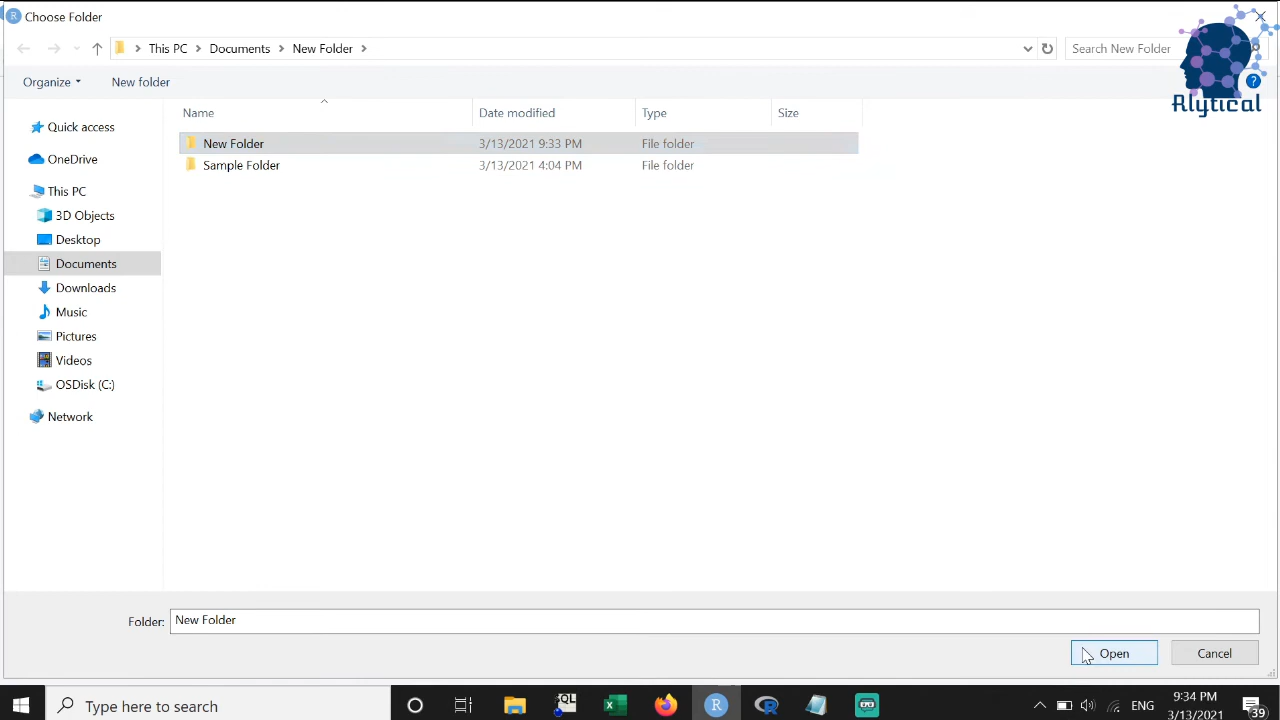 Choose Folder
This PC Documents New Folder
Search New Folder
Organize New folder
Rlytical
Name Date modified Type Size
Quick access
OneDrive
This PC
3D Objects
Desktop
Documents
Downloads
Music
Pictures
Videos
OSDisk (C:)
Network
New Folder 3/13/2021 9:33 PM File folder
Sample Folder 3/13/2021 4:04 PM File folder
Folder: New Folder
Open Cancel
Type here to search
QL
ENG
9:34 PM
3/13/2021
39